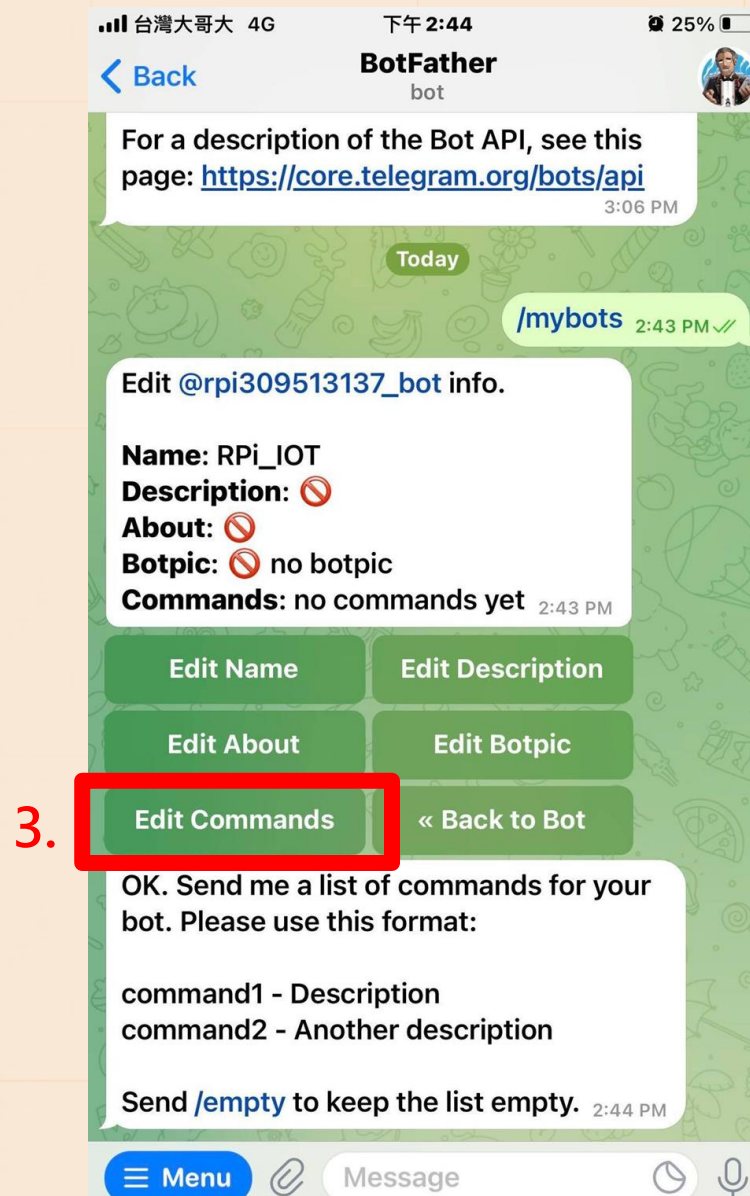 台灣大哥大 4G 下午 2:44 25%
Back BotFather
bot
For a description of the Bot API, see this
page: https://core.telegram.org/bots/api
3:06 PM
Today
/mybots 2:43 PM
Edit @rpi309513137_bot info.
Name: RPi_IOT
Description:
About:
Botpic: no botpic
Commands: no commands yet 2:43 PM
Edit Name Edit Description
Edit About Edit Botpic
3. Edit Commands « Back to Bot
OK. Send me a list of commands for your
bot. Please use this format:
command1 - Description
command2 - Another description
Send /empty to keep the list empty. 2:44 PM
Menu Message